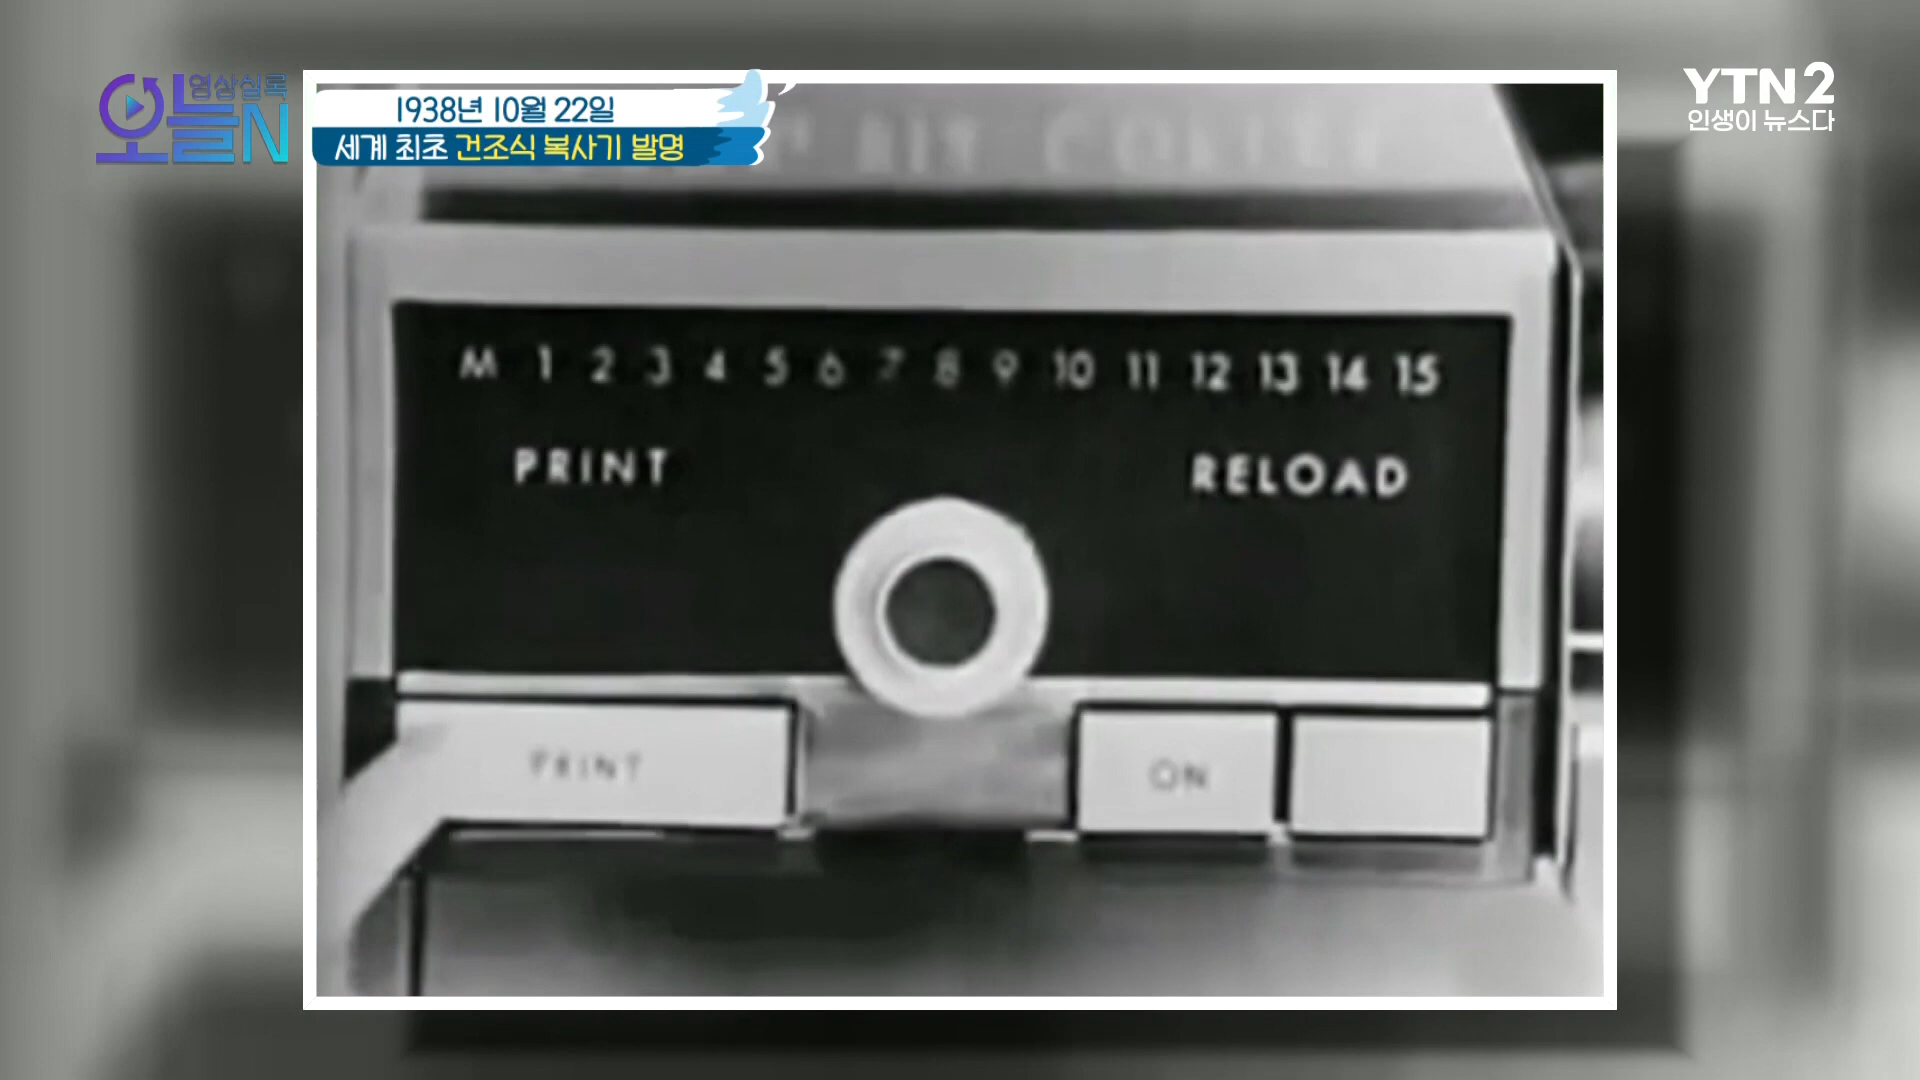 영상실록
오늘N
1938년 10월 22일
세계 최초 건조식 복사기 발명
YTN2
인생이 뉴스다
M 1 2 3 4 5 6 7 8 9 10 11 12 13 14 15
PRINT RELOAD
PRINT ON